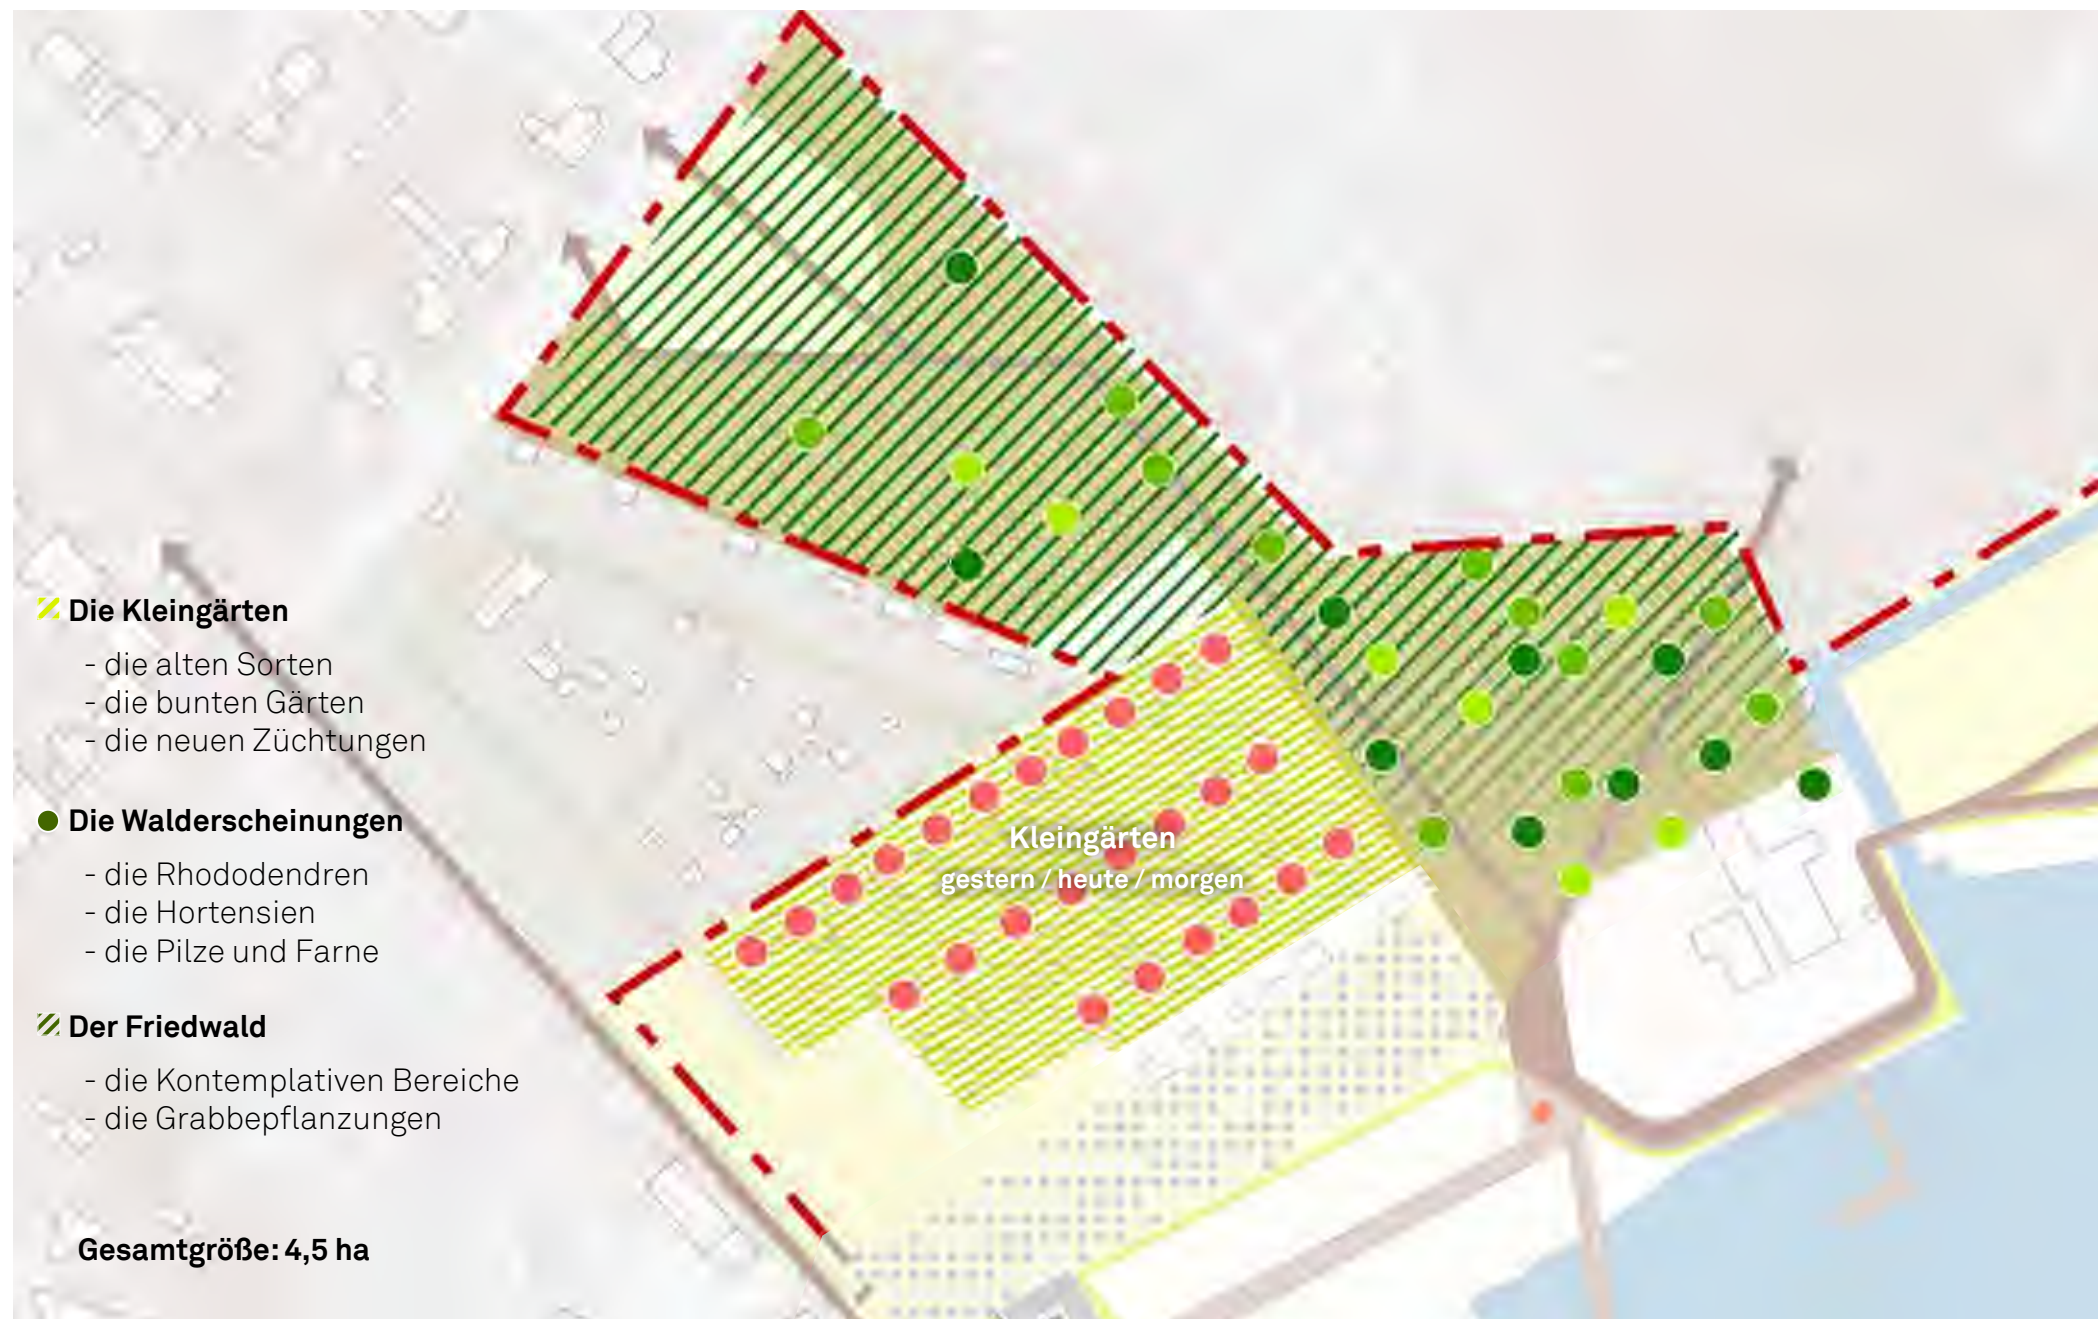 Die Kleingärten
- die alten Sorten
- die bunten Gärten
- die neuen Züchtungen
Die Walderscheinungen
- die Rhododendren
- die Hortensien
- die Pilze und Farne
Der Friedwald
- die Kontemplativen Bereiche
- die Grabbepflanzungen
Gesamtgröße: 4,5 ha
Kleingärten
gestern / heute / morgen